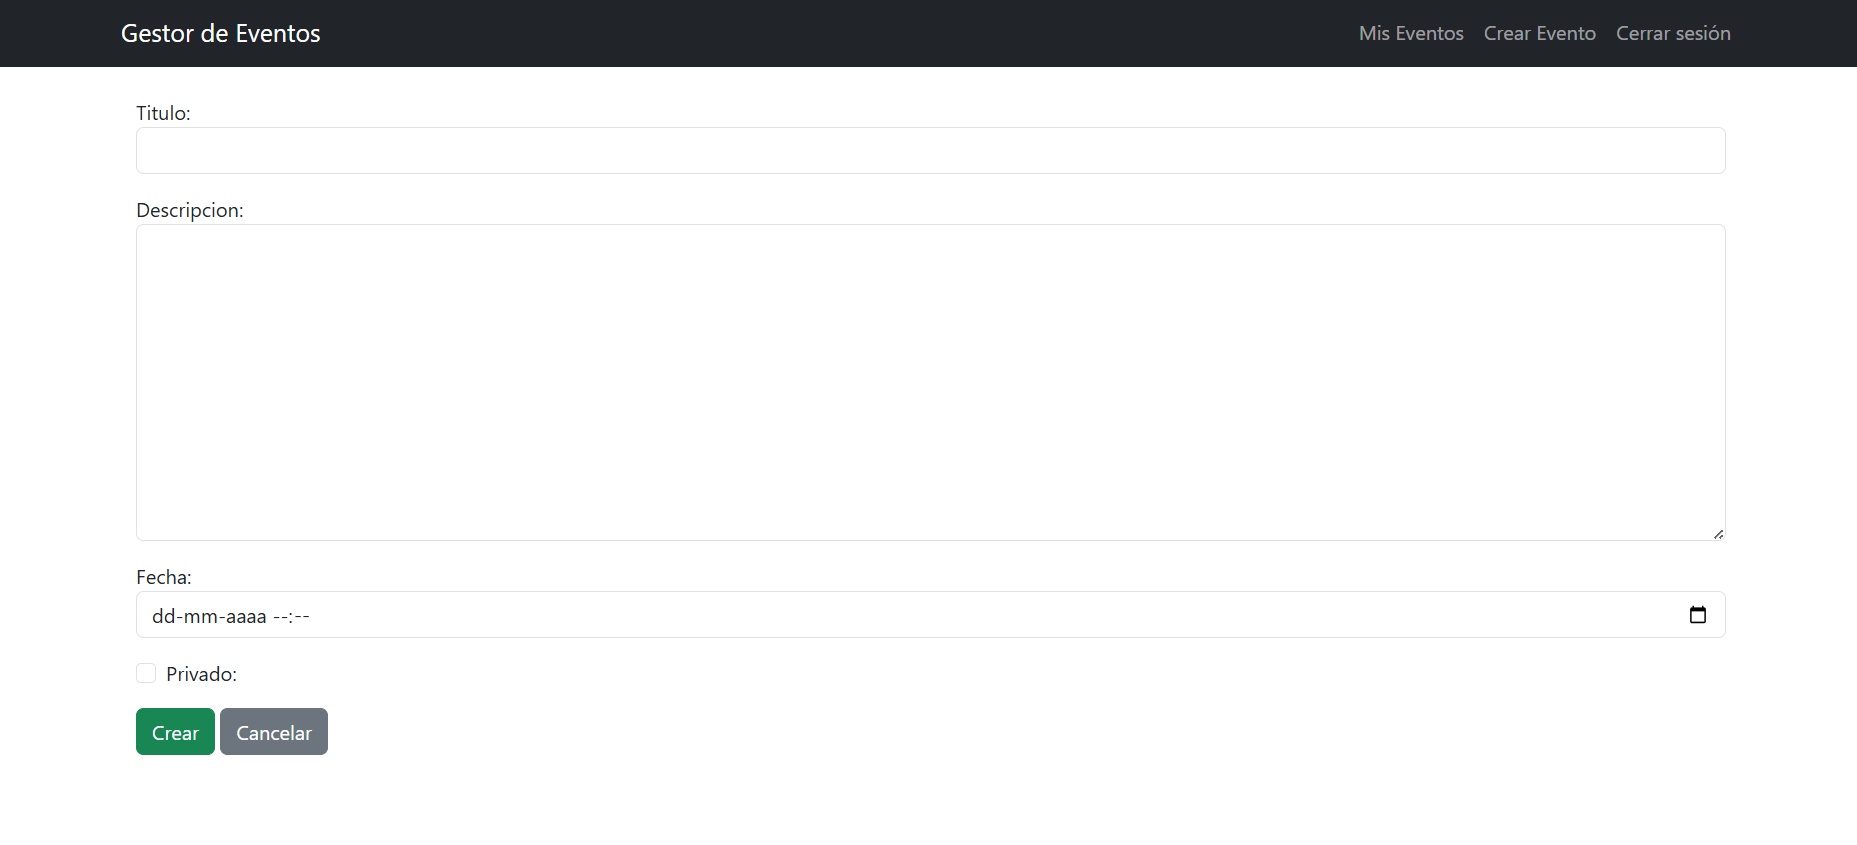 Gestor de Eventos
Mis Eventos Crear Evento Cerrar sesión
Titulo:
Descripcion:
Fecha:
dd-mm-aaaa --:--
Privado:
Crear Cancelar